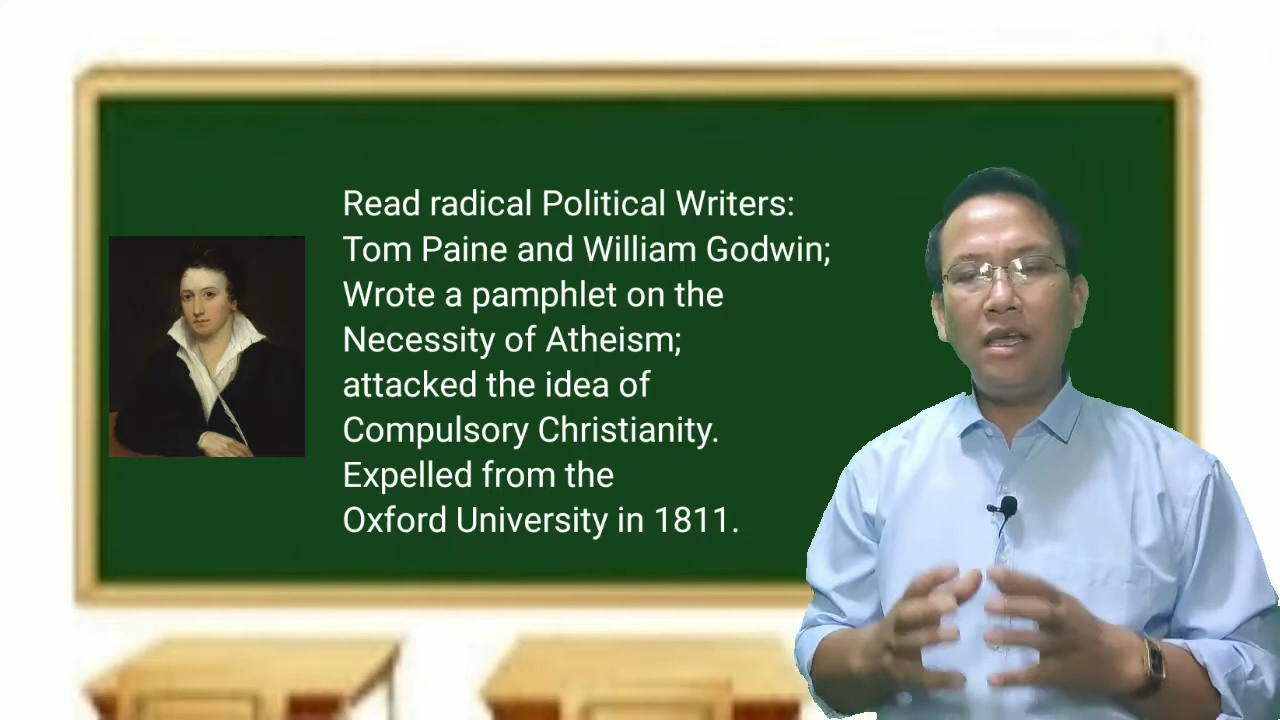 Read radical Political Writers:
Tom Paine and William Godwin;
Wrote a pamphlet on the
Necessity of Atheism;
attacked the idea of
Compulsory Christianity.
Expelled from the
Oxford University in 1811.